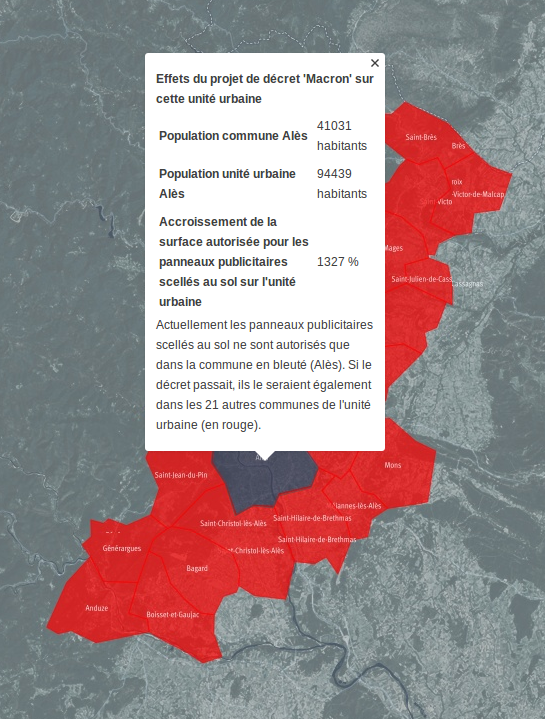 ×
Effets du projet de décret 'Macron' sur
cette unité urbaine
Population commune Alès
41031
habitants
Population unité urbaine
Alès
94439
habitants
Accroissement de la
surface autorisée pour les
panneaux publicitaires
scellés au sol sur l'unité
urbaine
1327 %
Actuellement les panneaux publicitaires
scellés au sol ne sont autorisés que
dans la commune en bleuté (Alès). Si le
décret passait, ils le seraient également
dans les 21 autres communes de l'unité
urbaine (en rouge).
Saint-Brès
Brès
roix
-Victor-de-Malcap
Saint-Victo
Mages
Saint-Julien-de-Cass
Cassagnas
Mons
Saint-Jean-du-Pin
lannes-lès-Alès
Saint-Hilaire-de-Brethmas
Saint-Christol-lès-Alès
Saint-Hilaire-de-Brethmas
nt-Christol-lès-Alès
Générargues
Bagard
Anduze
Boisset-et-Gaujac